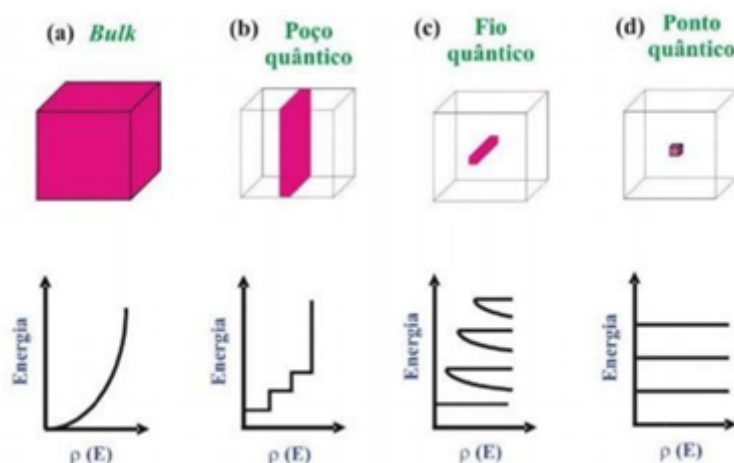 (a) Bulk
(b) Poço
quântico
(c) Fio
quântico
(d) Ponto
quântico
Energia
ρ (E)
Energia
ρ (E)
Energia
ρ (E)
Energia
ρ (E)